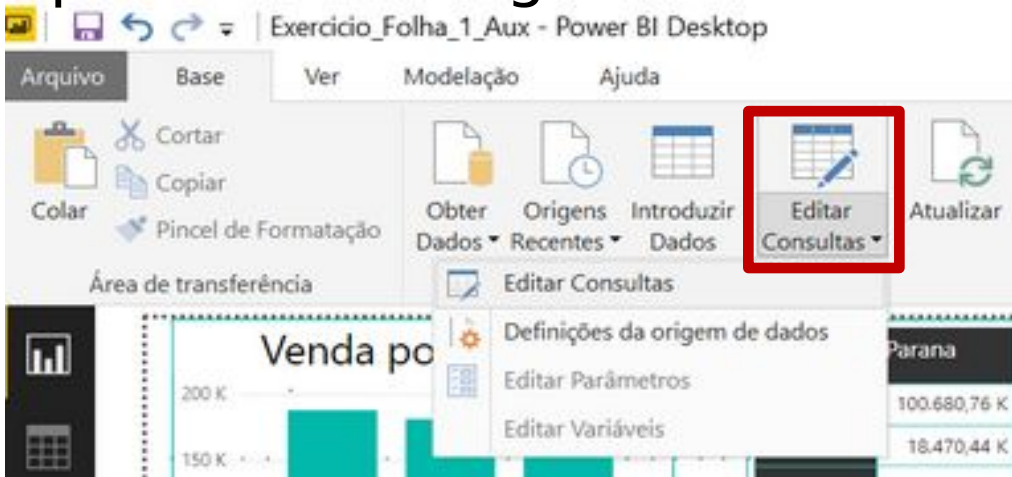 Exercicio_Folha_1_Aux - Power BI Desktop
Arquivo Base Ver Modelação Ajuda
Colar
Cortar
Copiar
Pincel de Formatação
Área de transferência
Obter Dados
Origens Recentes
Introduzir Dados
Editar Consultas
Atualizar
Editar Consultas
Definições da origem de dados
Editar Parâmetros
Editar Variáveis
Venda po
200 K
150 K
Parana
100.680,76 K
18.470,44 K